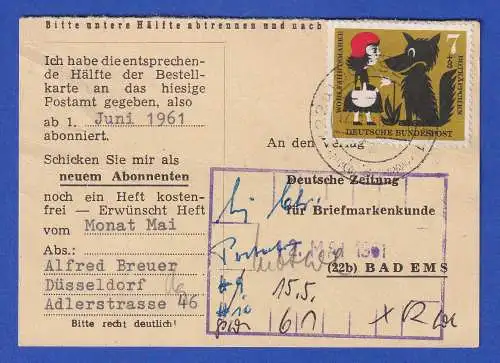 Bitte untere Hälfte abtrennen und nach
Ich habe die entsprechen-
de Hälfte der Bestell-
karte an das hiesige
Postamt gegeben, also
ab 1. Juni 1961
abonniert.
Schicken Sie mir als
neuem Abonnenten
noch ein Heft kosten-
frei – Erwünscht Heft
vom Monat Mai
Abs.:
Alfred Breuer
Düsseldorf
Adlerstrasse 46
Bitte recht deutlich!
WOHLFAHRTSMARKE
7
+3
ROTKÄPPCHEN
DEUTSCHE BUNDESPOST
An den Verlag
Deutsche Zeitung
für Briefmarkenkunde
(22b) BAD EMS
15.5.
#9
#10
61